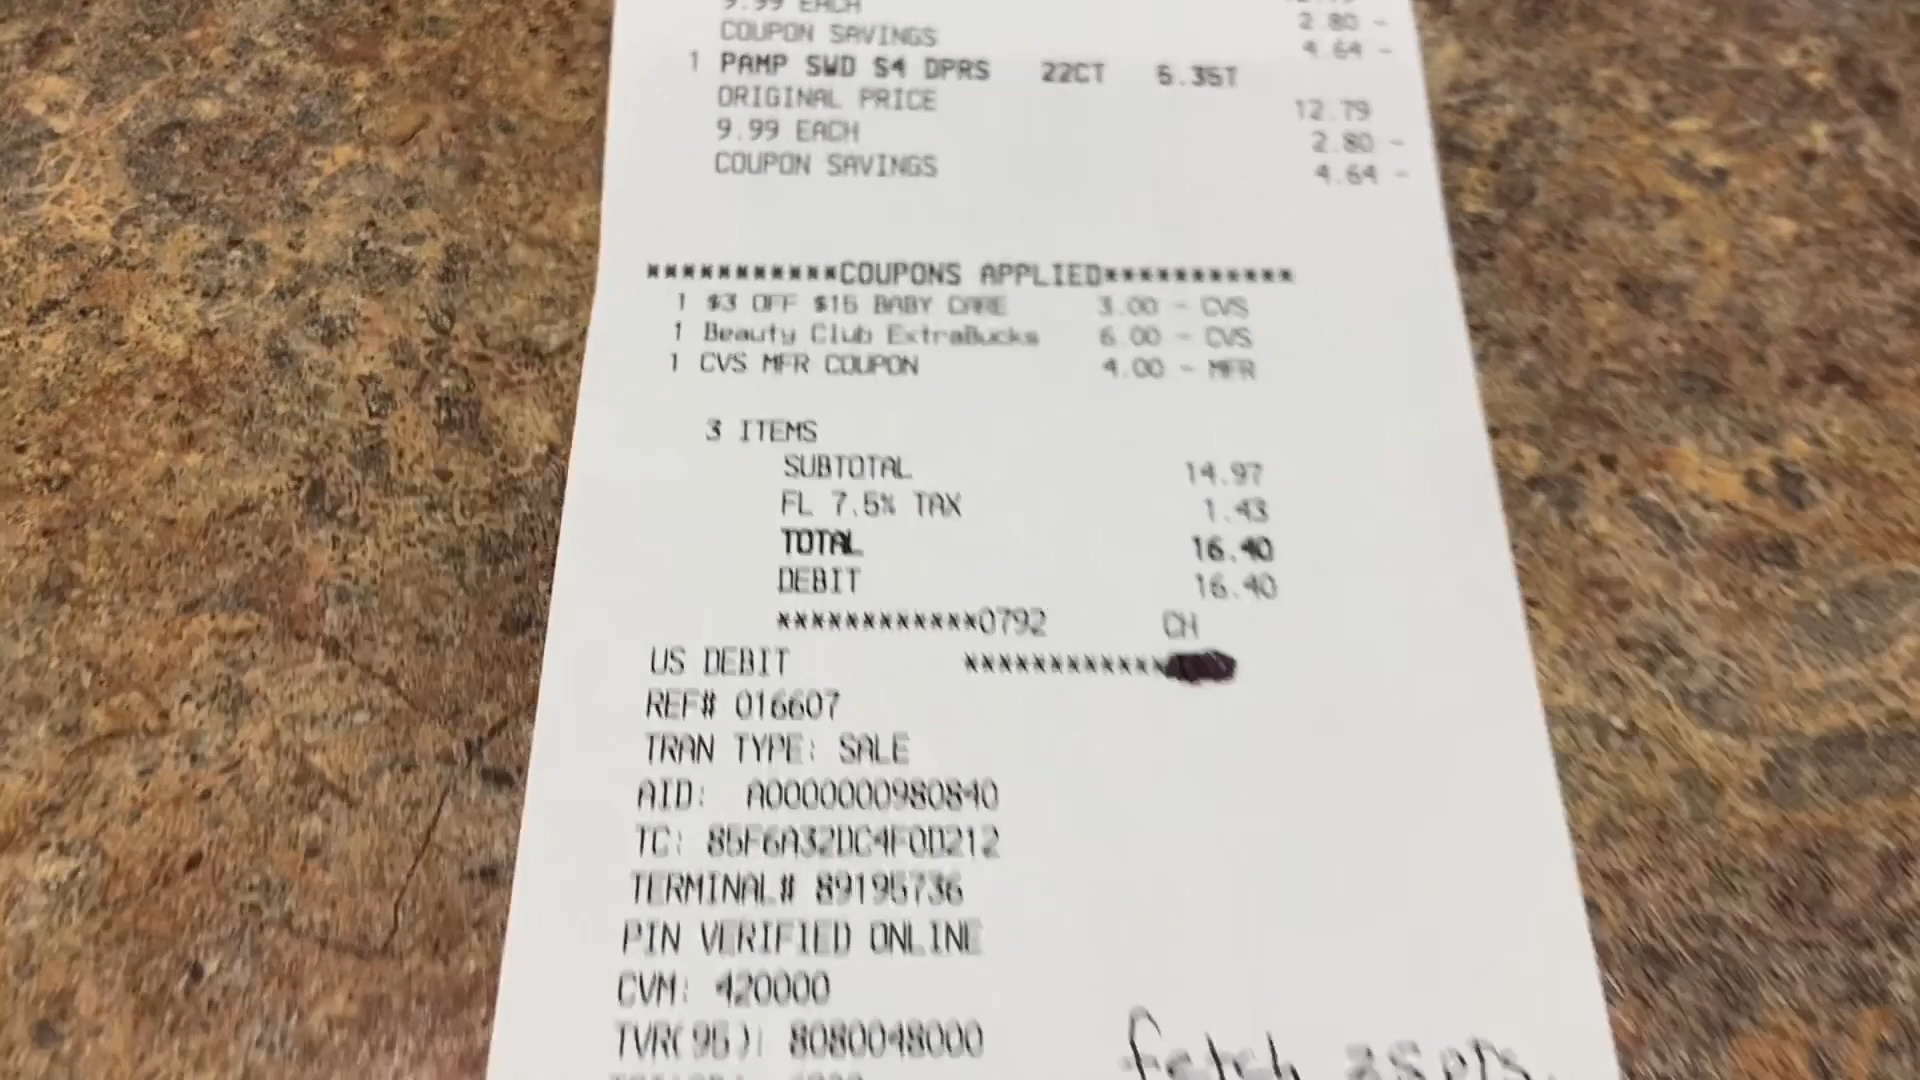 9.99 EACH
2.80 -
COUPON SAVINGS 4.64 -
1 PAMP SWD S4 DPRS 22CT 5.35T
ORIGINAL PRICE 12.79
9.99 EACH 2.80 -
COUPON SAVINGS 4.64 -
***********COUPONS APPLIED***********
1 $3 OFF $15 BABY CARE 3.00 - CVS
1 Beauty Club ExtraBucks 6.00 - CVS
1 CVS MFR COUPON 4.00 - MFR
3 ITEMS
SUBTOTAL 14.97
FL 7.5% TAX 1.43
TOTAL 16.40
DEBIT 16.40
************0792 CH
US DEBIT ************
REF# 016607
TRAN TYPE: SALE
AID: A0000000980840
TC: 85F6A32DC4F0D212
TERMINAL# 89195736
PIN VERIFIED ONLINE
CVM: 420000
TVR(95): 8080048000
fetch